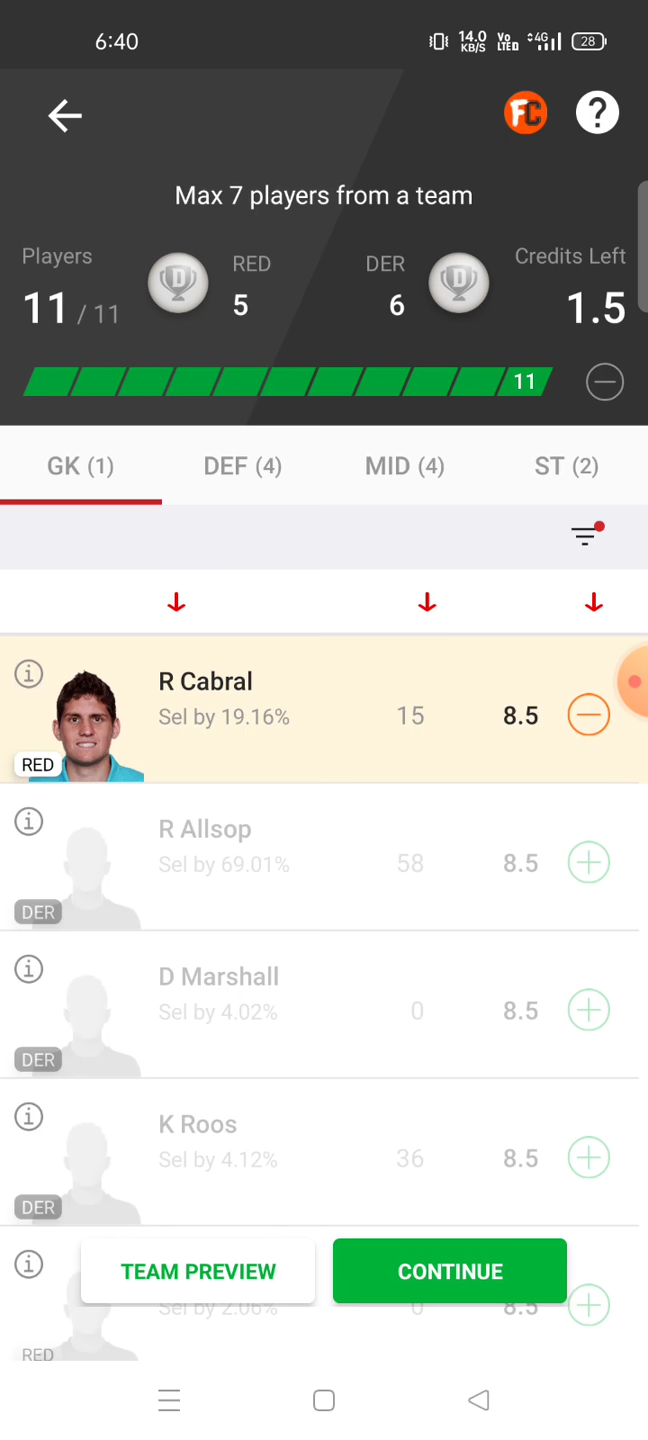 6:40
14.0 KB/S
Vo LTED
4G
28
FC
?
Max 7 players from a team
Players
11 / 11
D
RED
5
DER
6
D
Credits Left
1.5
11
GK (1)
DEF (4)
MID (4)
ST (2)
R Cabral
Sel by 19.16%
15
8.5
RED
R Allsop
Sel by 69.01%
58
8.5
DER
D Marshall
Sel by 4.02%
0
8.5
DER
K Roos
Sel by 4.12%
36
8.5
DER
TEAM PREVIEW
CONTINUE
Sel by 2.06%
0
8.5
RED